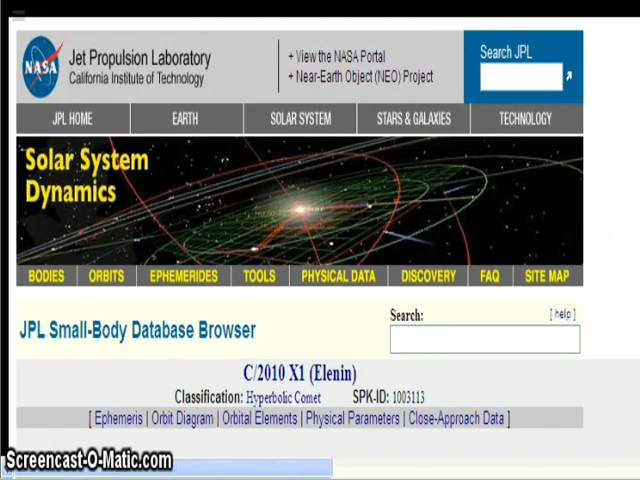 NASA
Jet Propulsion Laboratory
California Institute of Technology
+ View the NASA Portal
+ Near-Earth Object (NEO) Project
Search JPL
JPL HOME EARTH SOLAR SYSTEM STARS & GALAXIES TECHNOLOGY
Solar System
Dynamics
BODIES ORBITS EPHEMERIDES TOOLS PHYSICAL DATA DISCOVERY FAQ SITE MAP
JPL Small-Body Database Browser
Search: [ help ]
C/2010 X1 (Elenin)
Classification: Hyperbolic Comet SPK-ID: 1003113
[ Ephemeris | Orbit Diagram | Orbital Elements | Physical Parameters | Close-Approach Data ]
Screencast-O-Matic.com